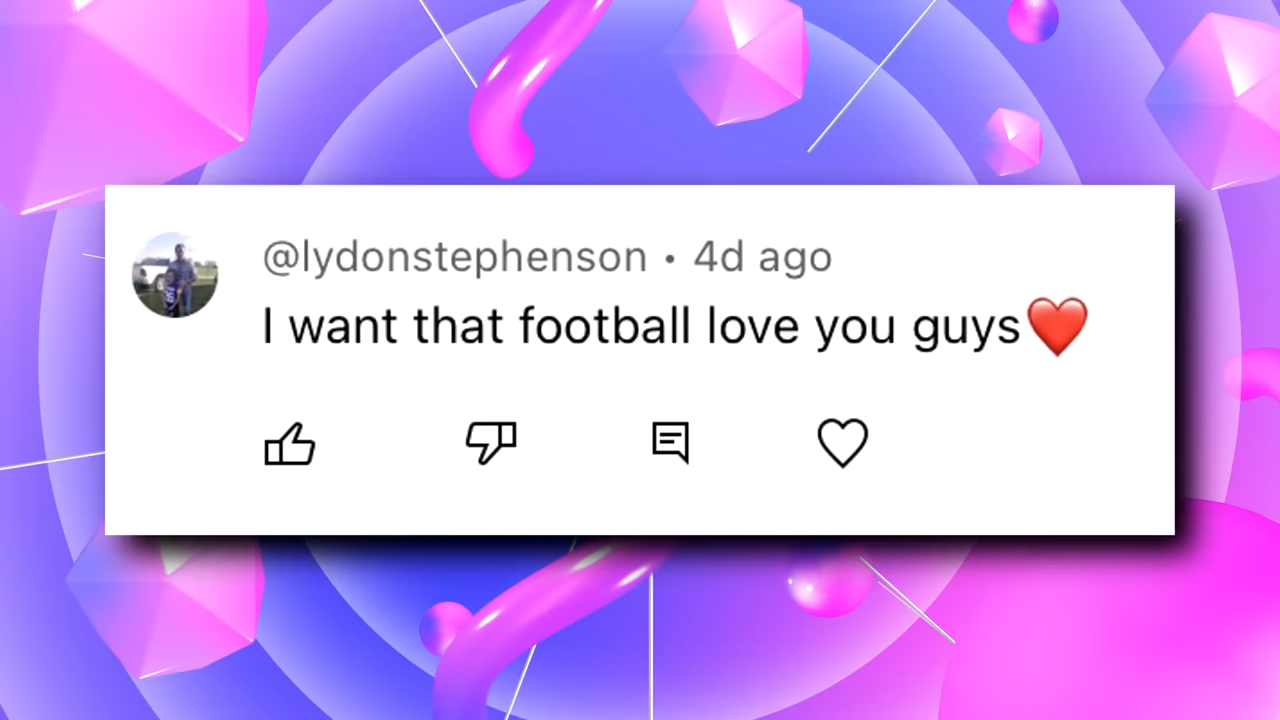 @lydonstephenson • 4d ago
I want that football love you guys❤️